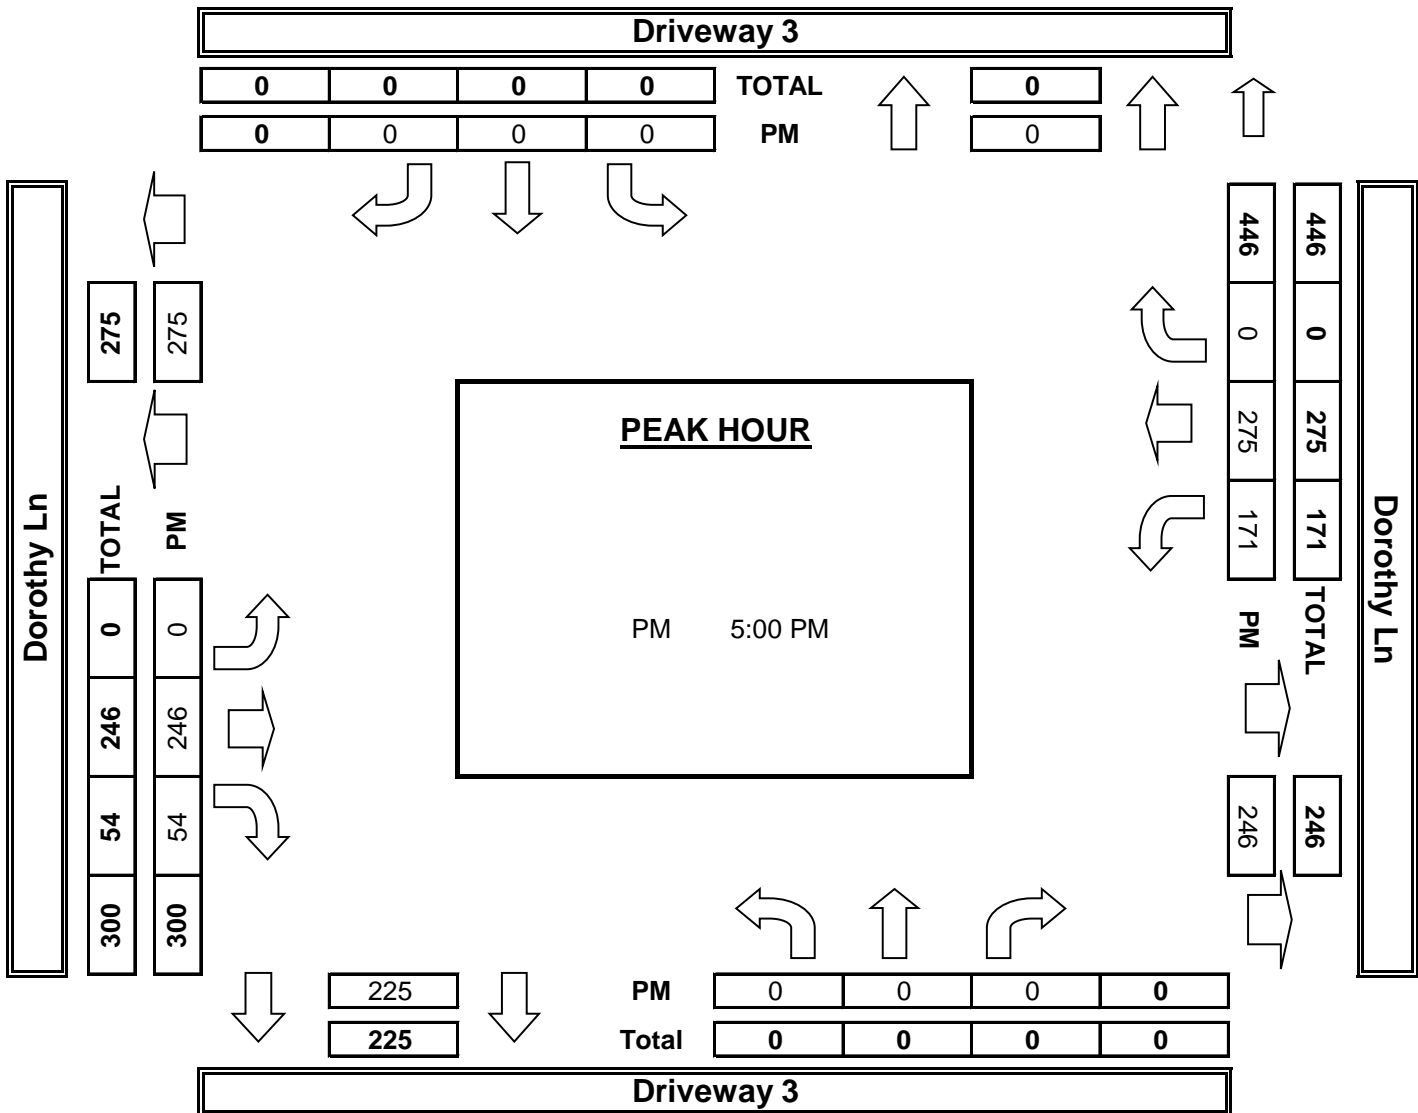 Driveway 3
0 0 0 0 TOTAL 0
0 0 0 0 PM 0
Dorothy Ln
275 275
TOTAL PM
0 0
246 246
54 54
300 300
PEAK HOUR
PM 5:00 PM
446 446
0 0
275 275
171 171
PM TOTAL
246 246
Dorothy Ln
225 PM 0 0 0 0
225 Total 0 0 0 0
Driveway 3